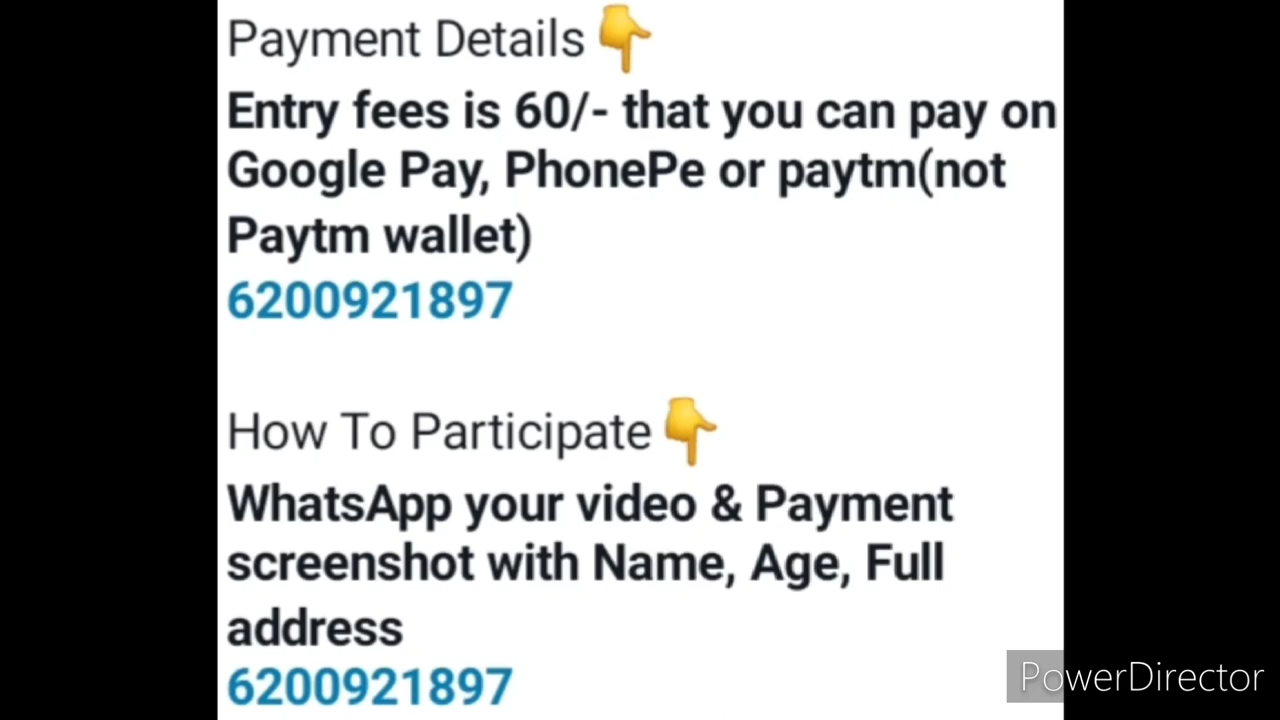 Payment Details👇
Entry fees is 60/- that you can pay on
Google Pay, PhonePe or paytm(not
Paytm wallet)
6200921897
How To Participate👇
WhatsApp your video & Payment
screenshot with Name, Age, Full
address
6200921897
PowerDirector